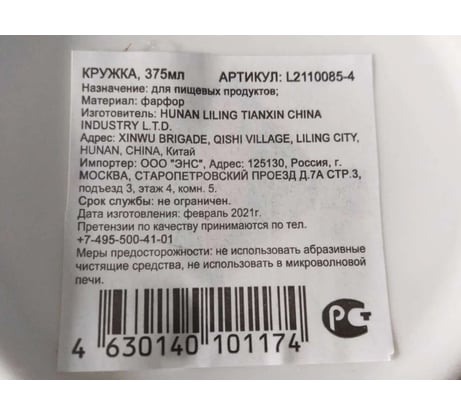 КРУЖКА, 375мл АРТИКУЛ: L2110085-4
Назначение: для пищевых продуктов;
Материал: фарфор
Изготовитель: HUNAN LILING TIANXIN CHINA
INDUSTRY L.T.D.
Адрес: XINWU BRIGADE, QISHI VILLAGE, LILING CITY,
HUNAN, CHINA, Китай
Импортер: ООО "ЭНС", Адрес: 125130, Россия, г.
МОСКВА, СТАРОПЕТРОВСКИЙ ПРОЕЗД Д.7А СТР.3,
подъезд 3, этаж 4, комн. 5.
Срок службы: не ограничен.
Дата изготовления: февраль 2021г.
Претензии по качеству принимаются по тел.
+7-495-500-41-01
Меры предосторожности: не использовать абразивные
чистящие средства, не использовать в микроволновой
печи.
4 630140 101174
РСТ